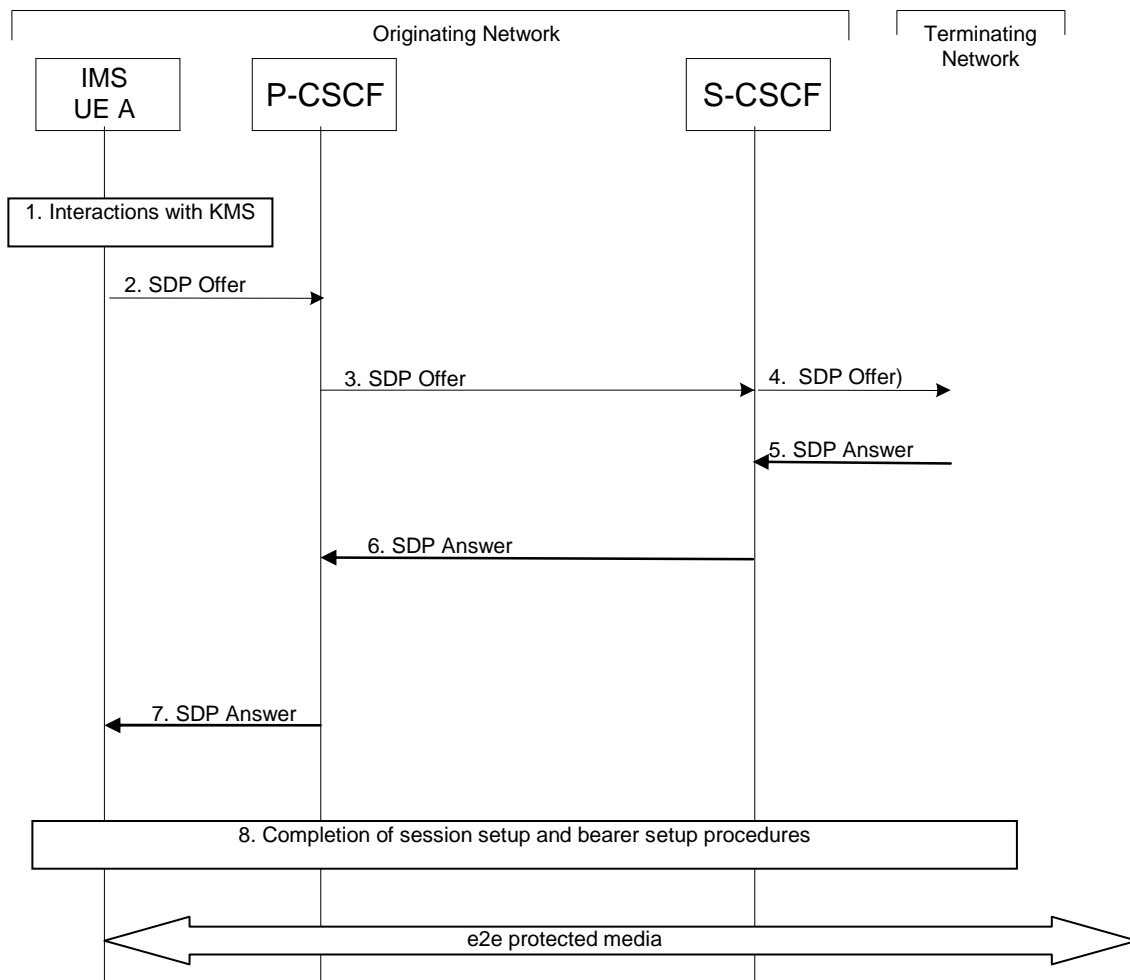 Originating Network
Terminating
Network
IMS
UE A
P-CSCF
S-CSCF
1. Interactions with KMS
2. SDP Offer
3. SDP Offer
4. SDP Offer)
5. SDP Answer
6. SDP Answer
7. SDP Answer
8. Completion of session setup and bearer setup procedures
e2e protected media